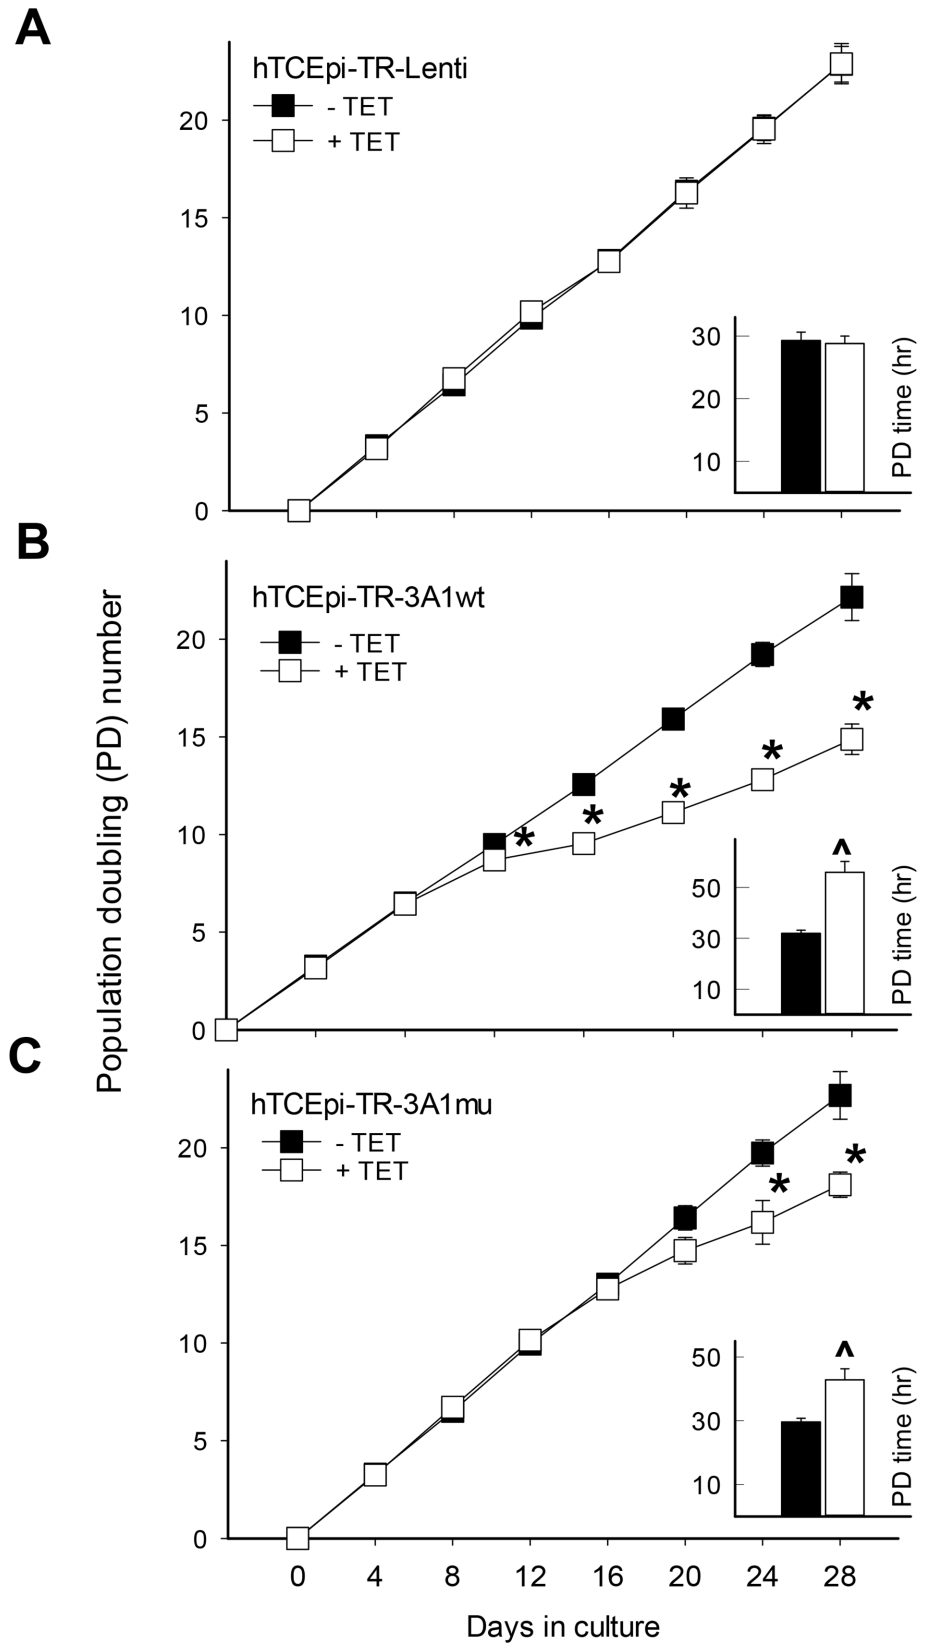 A
hTCEpi-TR-Lenti
- TET
+ TET
20
15
10
5
0
30
20
10
PD time (hr)
B
Population doubling (PD) number
hTCEpi-TR-3A1wt
- TET
+ TET
20
15
10
5
0
*
*
*
*
*
^
50
30
10
PD time (hr)
C
hTCEpi-TR-3A1mu
- TET
+ TET
20
15
10
5
0
*
*
^
50
30
10
PD time (hr)
0 4 8 12 16 20 24 28
Days in culture